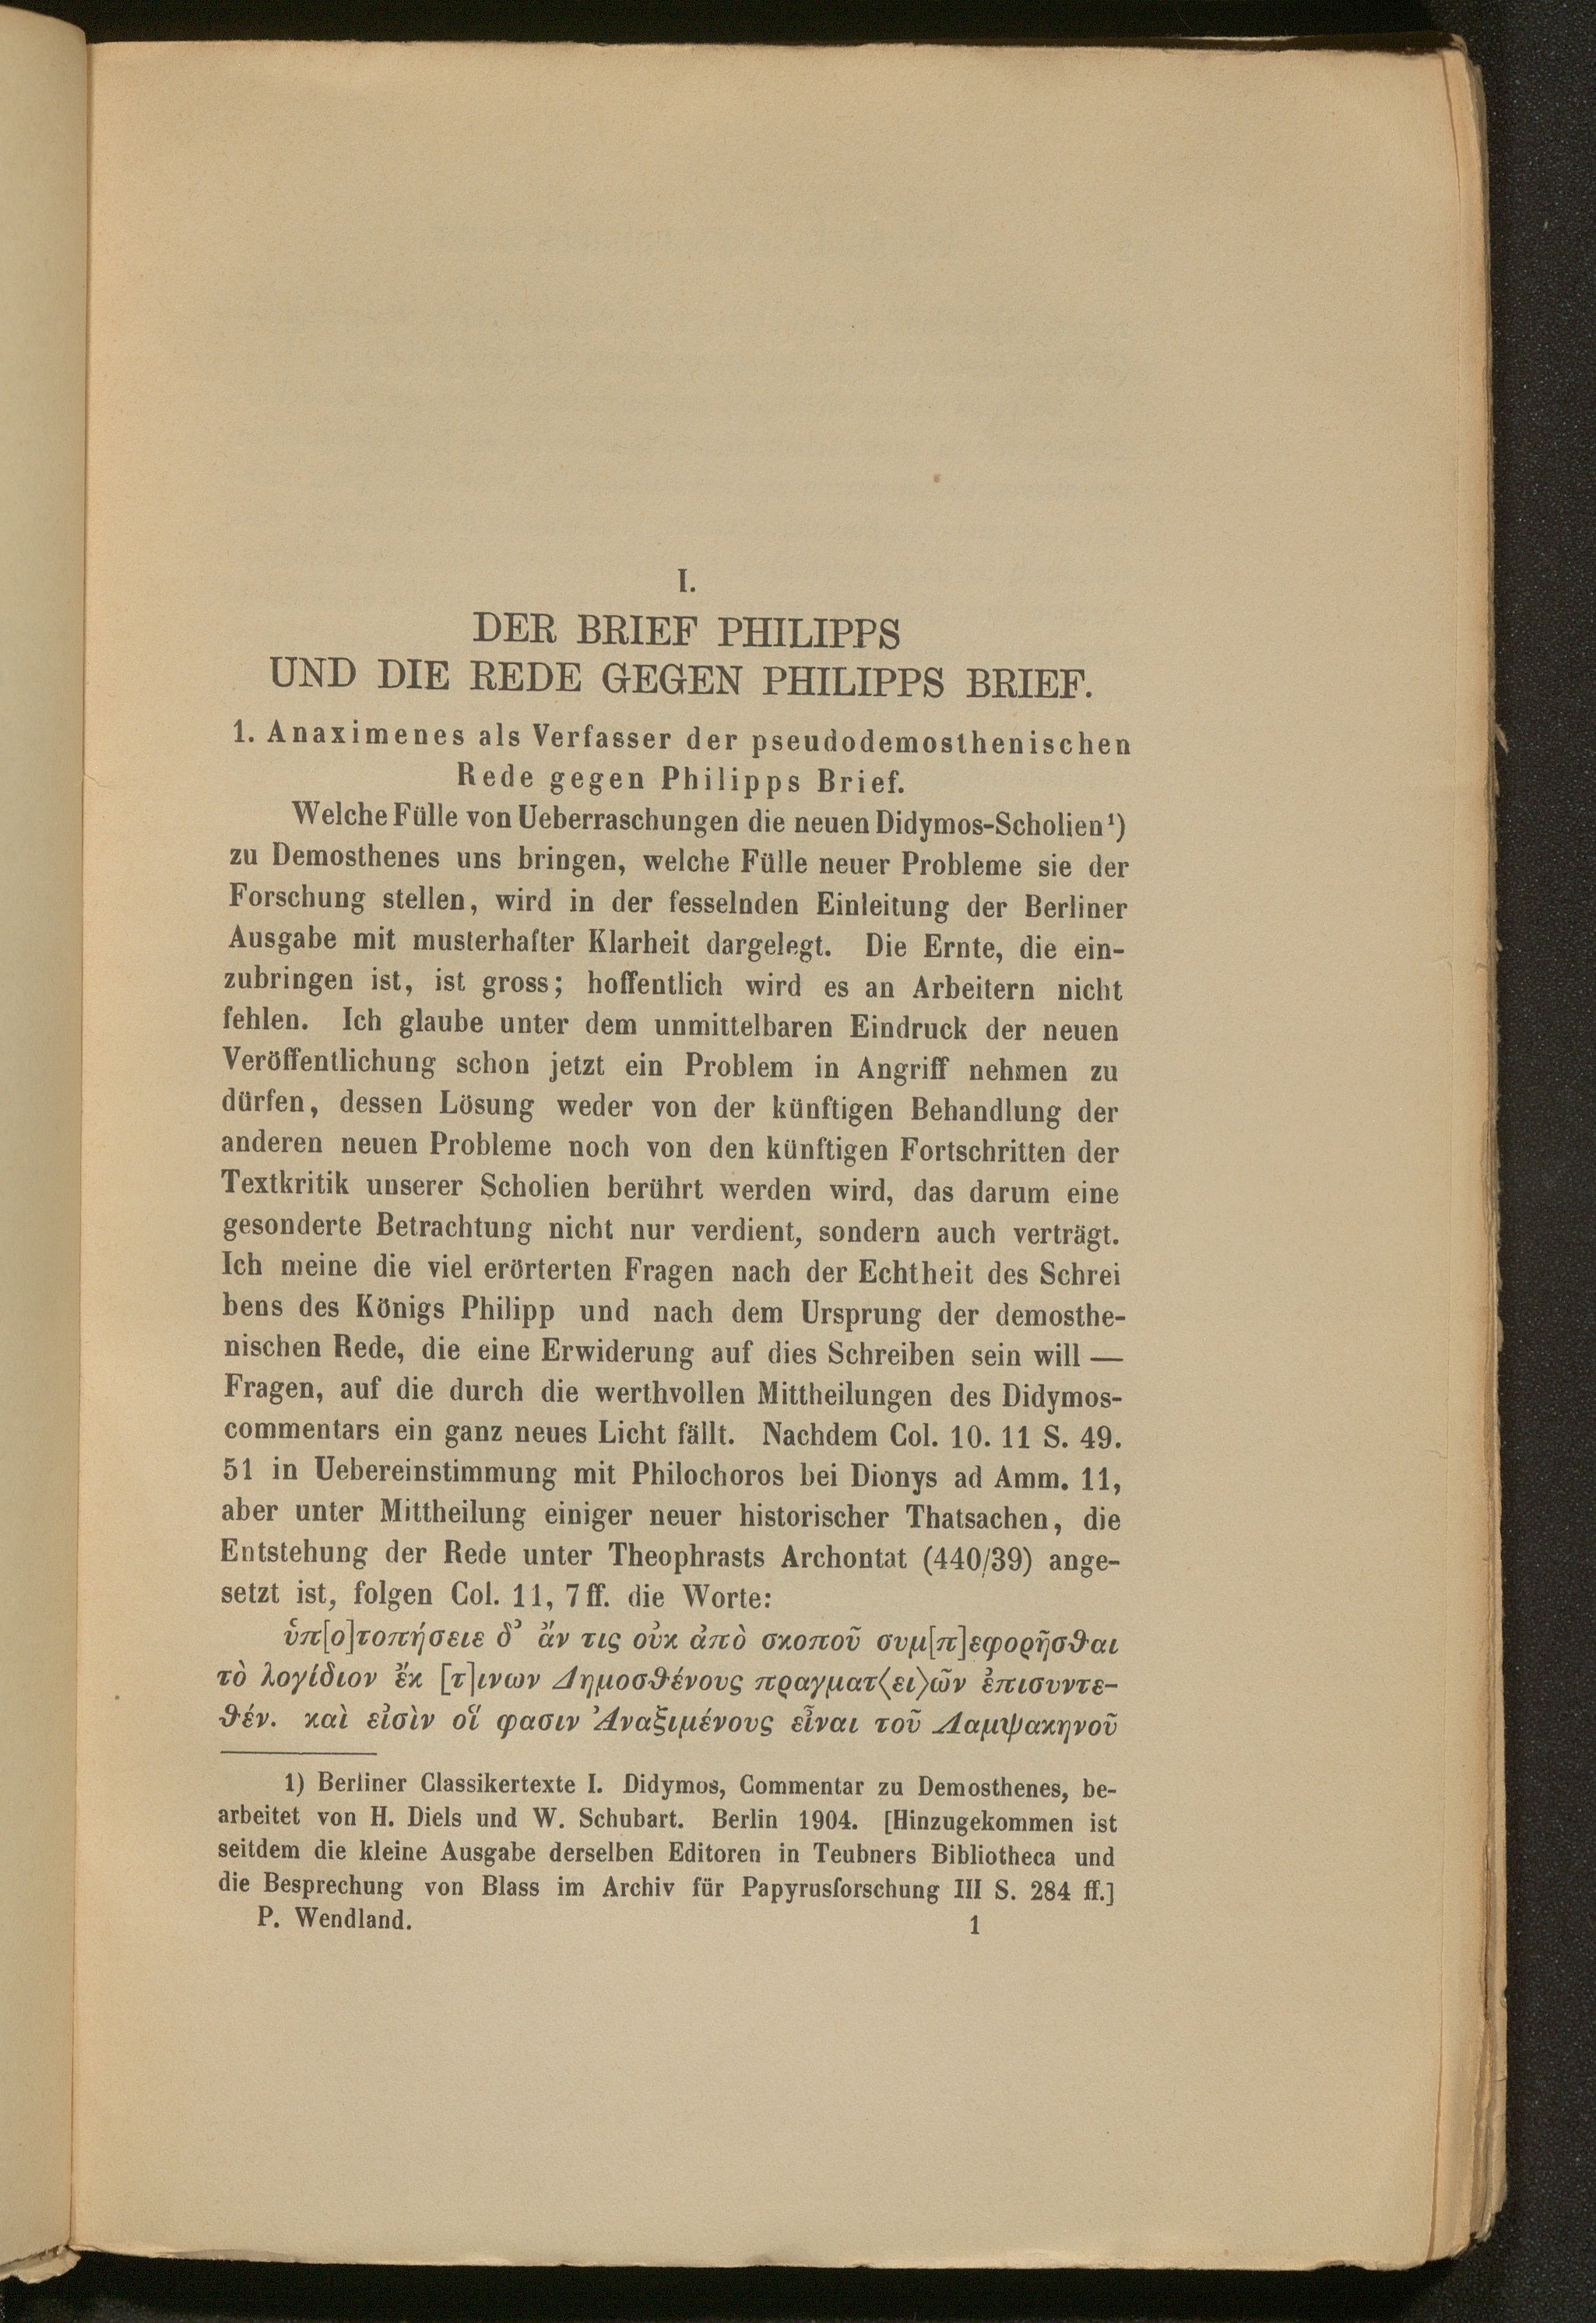 I.
DER BRIEF PHILIPPS
UND DIE REDE GEGEN PHILIPPS BRIEF.
1. Anaximenes als Verfasser der pseudodemosthenischen
Rede gegen Philipps Brief.
Welche Fülle von Ueberraschungen die neuen Didymos-Scholien¹)
zu Demosthenes uns bringen, welche Fülle neuer Probleme sie der
Forschung stellen, wird in der fesselnden Einleitung der Berliner
Ausgabe mit musterhafter Klarheit dargelegt. Die Ernte, die ein-
zubringen ist, ist gross; hoffentlich wird es an Arbeitern nicht
fehlen. Ich glaube unter dem unmittelbaren Eindruck der neuen
Veröffentlichung schon jetzt ein Problem in Angriff nehmen zu
dürfen, dessen Lösung weder von der künftigen Behandlung der
anderen neuen Probleme noch von den künftigen Fortschritten der
Textkritik unserer Scholien berührt werden wird, das darum eine
gesonderte Betrachtung nicht nur verdient, sondern auch verträgt.
Ich meine die viel erörterten Fragen nach der Echtheit des Schrei
bens des Königs Philipp und nach dem Ursprung der demosthe-
nischen Rede, die eine Erwiderung auf dies Schreiben sein will —
Fragen, auf die durch die werthvollen Mittheilungen des Didymos-
commentars ein ganz neues Licht fällt. Nachdem Col. 10. 11 S. 49.
51 in Uebereinstimmung mit Philochoros bei Dionys ad Amm. 11,
aber unter Mittheilung einiger neuer historischer Thatsachen, die
Entstehung der Rede unter Theophrasts Archontat (440/39) ange-
setzt ist, folgen Col. 11, 7 ff. die Worte:
ὑπ[ο]τοπήσειε δ' ἄν τις οὐκ ἀπὸ σκοποῦ συμ[π]εφορῆσθαι
τὸ λογίδιον ἔκ [τ]ινων Δημοσθένους πραγματ⟨ει⟩ῶν ἐπισυντε-
θέν. καὶ εἰσὶν οἵ φασιν Ἀναξιμένους εἶναι τοῦ Λαμψακηνοῦ
1) Berliner Classikertexte I. Didymos, Commentar zu Demosthenes, be-
arbeitet von H. Diels und W. Schubart. Berlin 1904. [Hinzugekommen ist
seitdem die kleine Ausgabe derselben Editoren in Teubners Bibliotheca und
die Besprechung von Blass im Archiv für Papyrusforschung III S. 284 ff.]
P. Wendland. 1